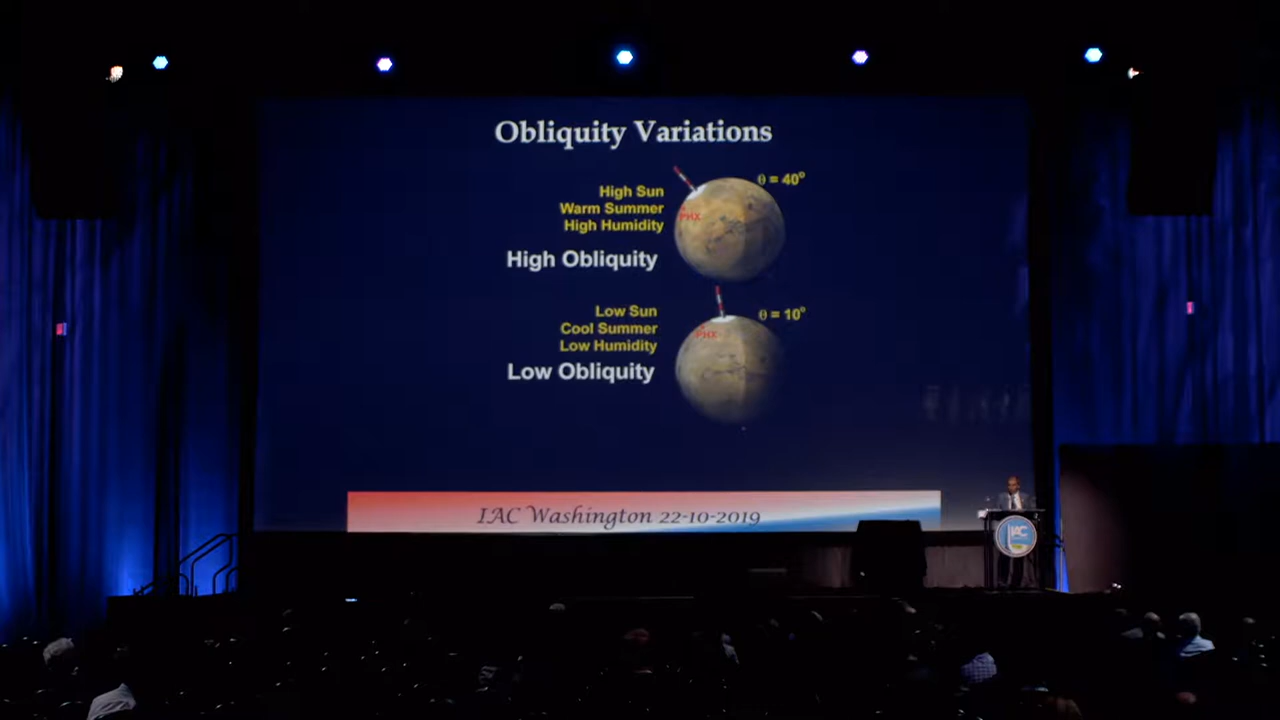 Obliquity Variations
High Sun
Warm Summer
High Humidity
High Obliquity
θ = 40°
PHX
Low Sun
Cool Summer
Low Humidity
Low Obliquity
θ = 10°
PHX
IAC Washington 22-10-2019
IAC